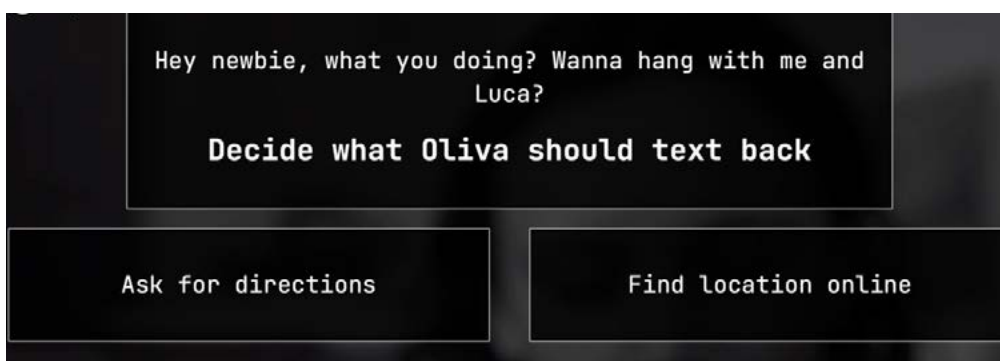 Hey newbie, what you doing? Wanna hang with me and
Luca?
Decide what Oliva should text back
Ask for directions
Find location online